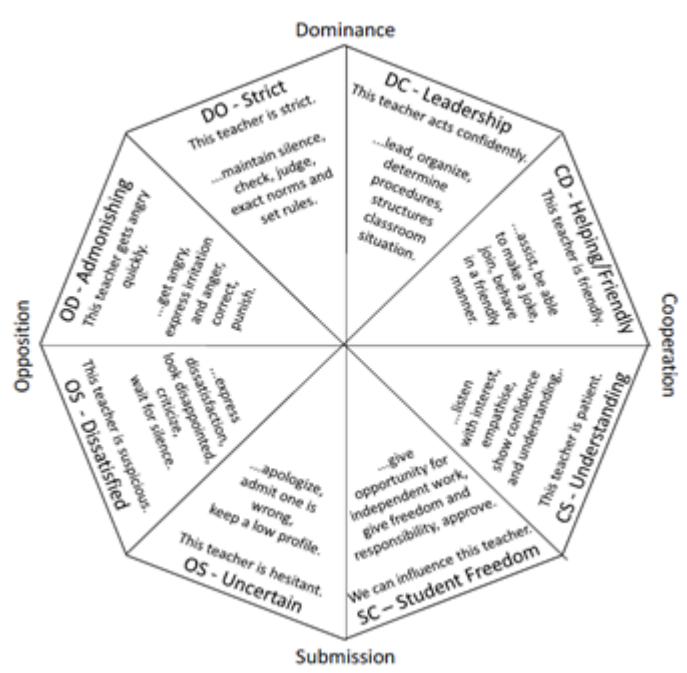 Dominance
DO - Strict
This teacher is strict.
...maintain silence,
check, judge,
exact norms and
set rules.
DC - Leadership
This teacher acts confidently.
...lead, organize,
determine
procedures,
structures
classroom
situation.
CD - Helping/Friendly
This teacher is friendly.
...assist, be able
to make a joke,
join, behave
in a friendly
manner.
Cooperation
CS - Understanding
This teacher is patient.
...listen
with interest,
empathise,
show confidence
and understanding..
SC – Student Freedom
We can influence this teacher.
...give
opportunity for
independent work,
give freedom and
responsibility, approve.
Submission
OS - Uncertain
This teacher is hesitant.
...apologize,
admit one is
wrong,
keep a low profile.
OS - Dissatisfied
This teacher is suspicious.
...express
dissatisfaction,
look disappointed,
criticize,
wait for silence.
Opposition
OD - Admonishing
This teacher gets angry
quickly.
...get angry,
express irritation
and anger,
correct,
punish.